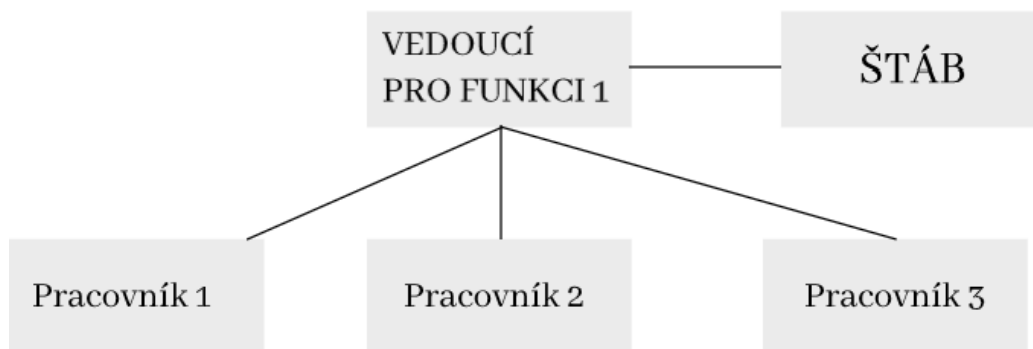 VEDOUCÍ
PRO FUNKCI 1
ŠTÁB
Pracovník 1
Pracovník 2
Pracovník 3